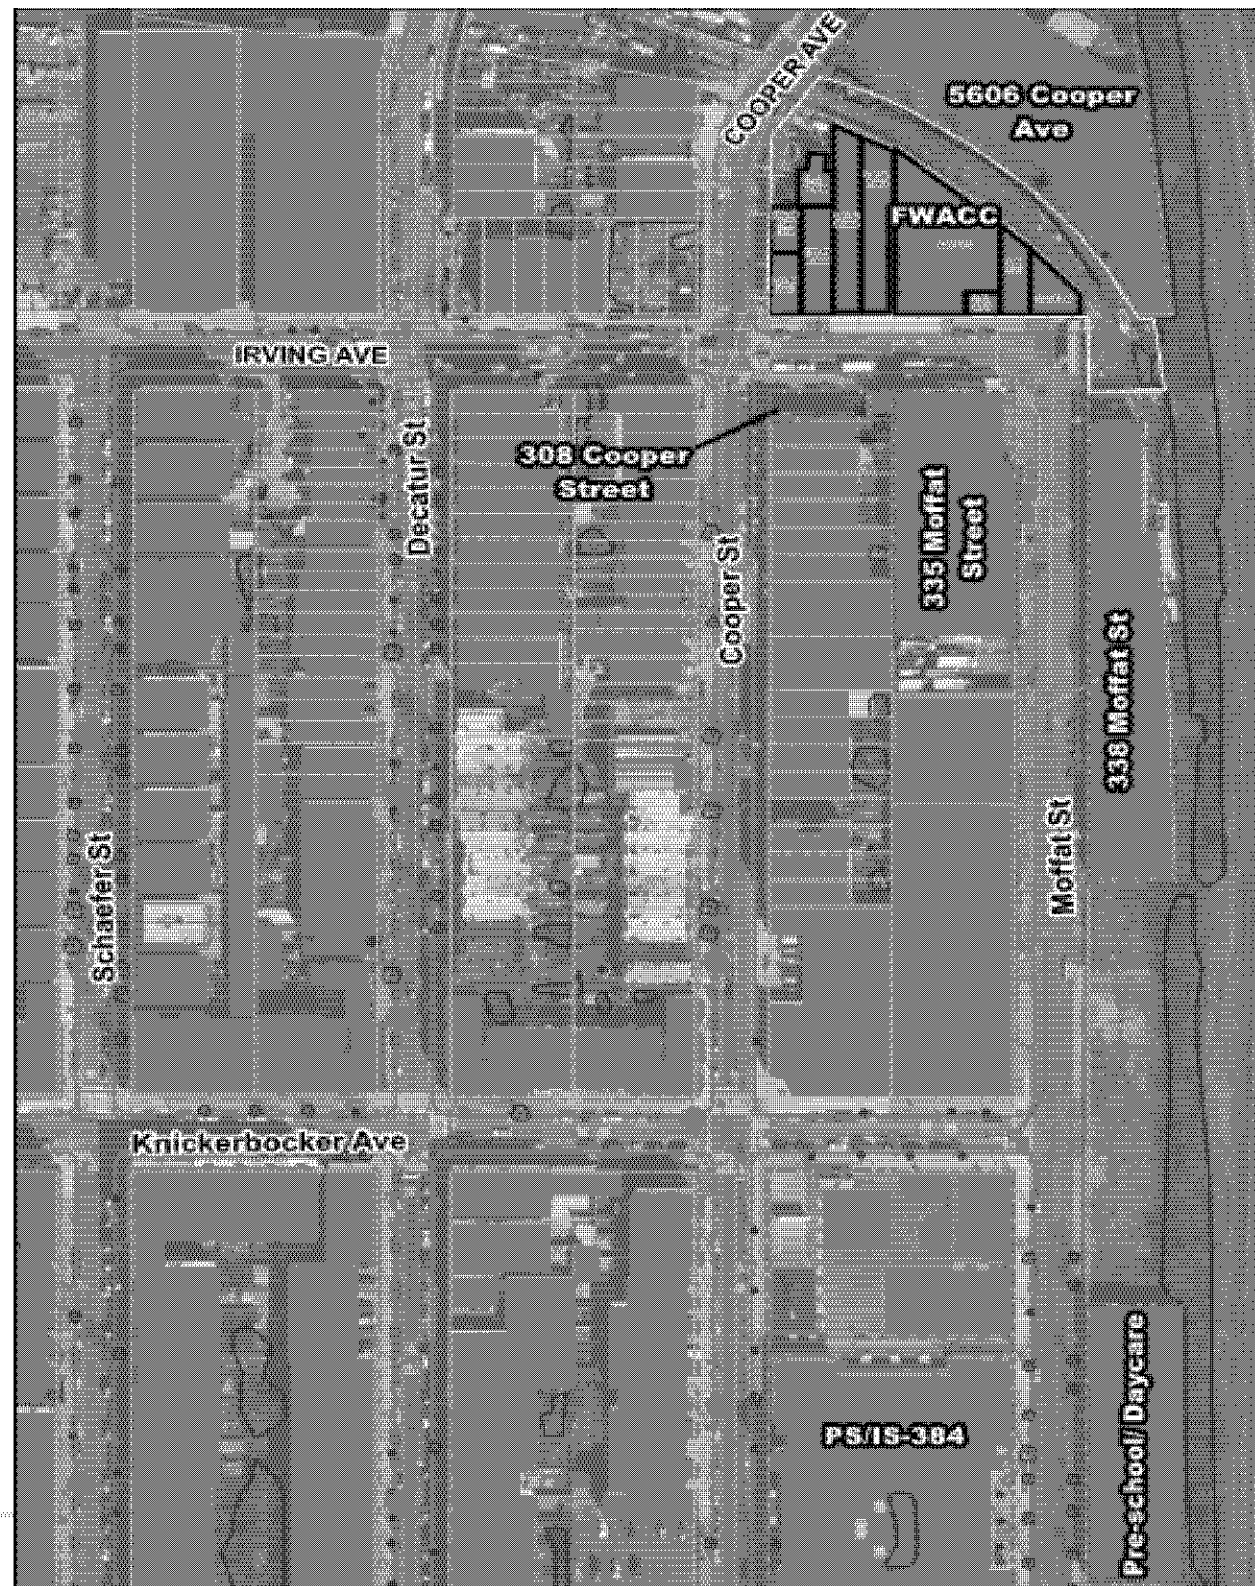 COOPER AVE
5606 Cooper
Ave
FWACC
IRVING AVE
308 Cooper
Street
Decatur St
335 Moffat
Street
Cooper St
338 Moffat St
Schaefer St
Moffat St
Knickerbocker Ave
PS/IS-384
Pre-school/ Daycare